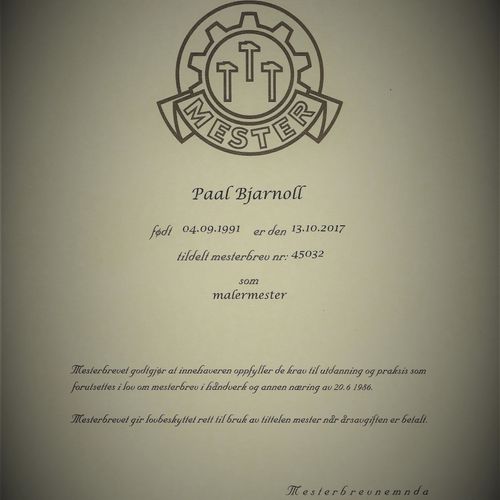 MESTER
Paal Bjarnoll
født 04.09.1991 er den 13.10.2017
tildelt mesterbrev nr: 45032
som
malermester
Mesterbrevet godtgjør at innehaveren oppfyller de krav til utdanning og praksis som
forutsettes i lov om mesterbrev i håndverk og annen næring av 20.6 1986.
Mesterbrevet gir lovbeskyttet rett til bruk av tittelen mester når årsavgiften er betalt.
Mesterbrevnemnda